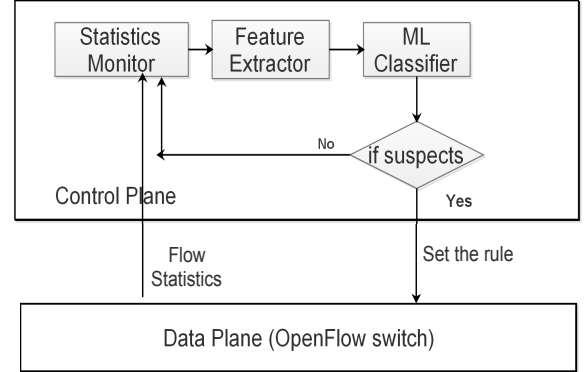 Statistics
Monitor
Feature
Extractor
ML
Classifier
No
if suspects
Control Plane
Yes
Flow
Statistics
Set the rule
Data Plane (OpenFlow switch)